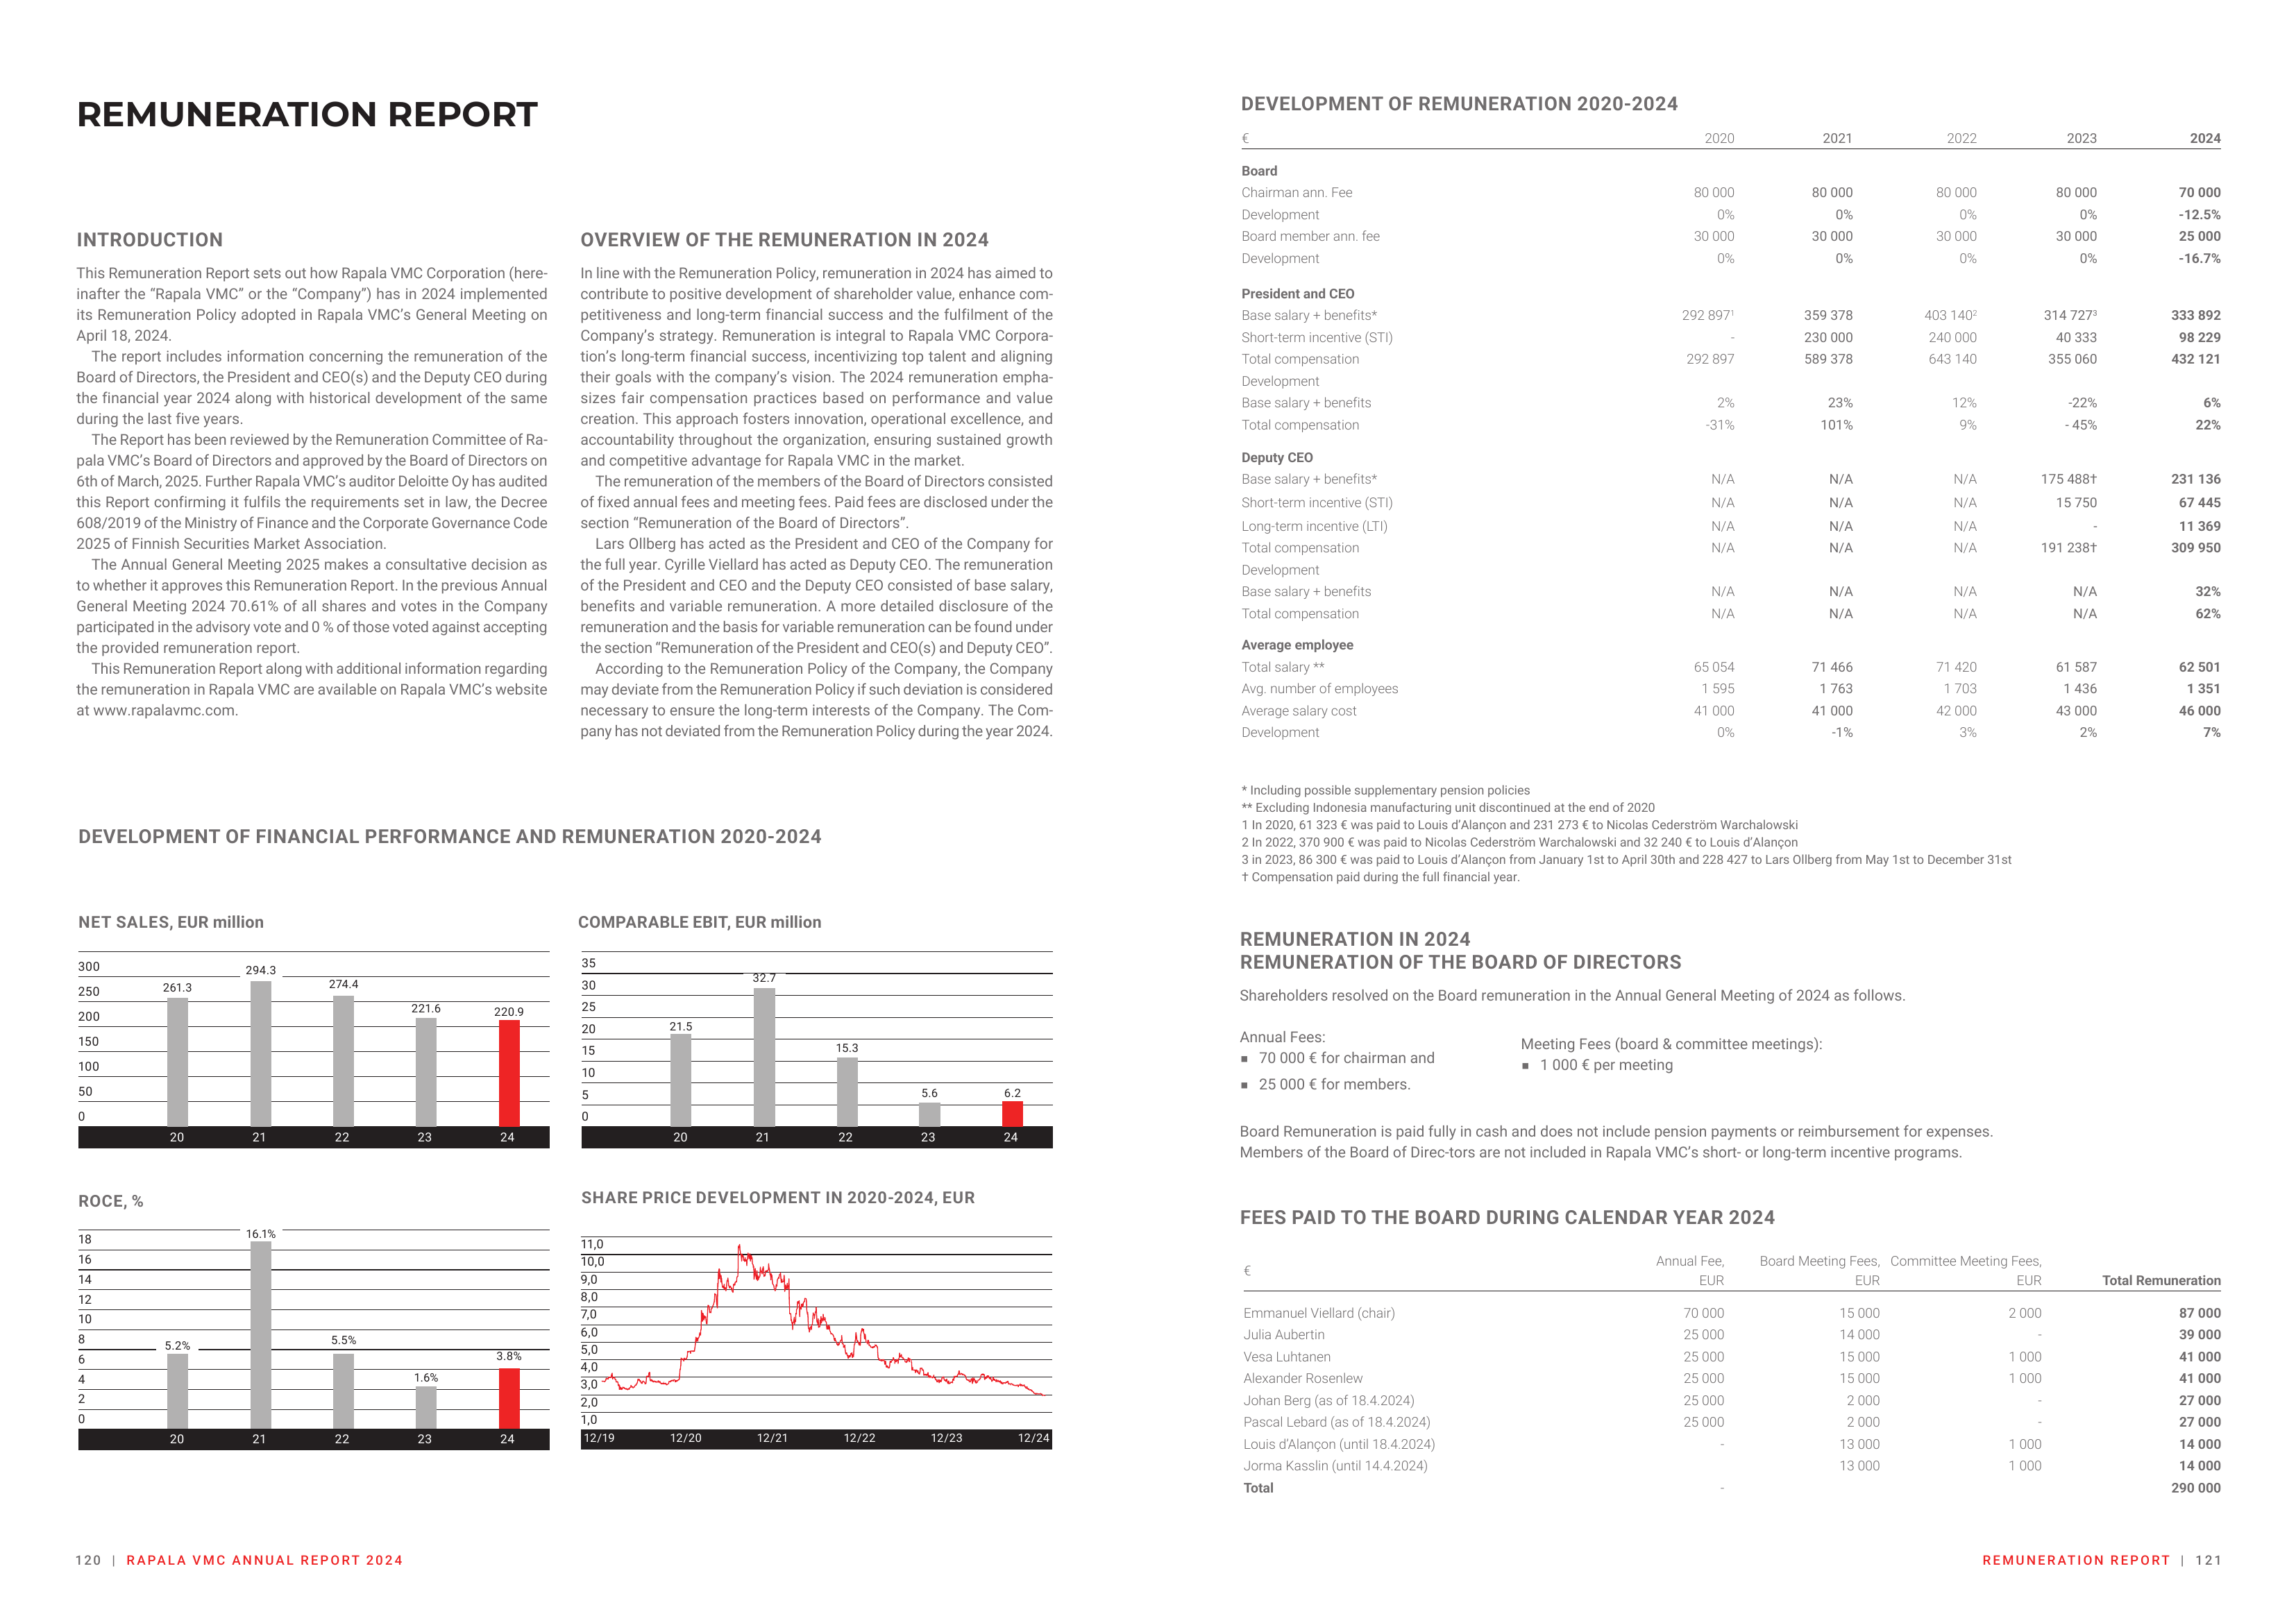 REMUNERATION REPORT
INTRODUCTION
This Remuneration Report sets out how Rapala VMC Corporation (here-
inafter the “Rapala VMC” or the “Company”) has in 2024 implemented
its Remuneration Policy adopted in Rapala VMC’s General Meeting on
April 18, 2024.
The report includes information concerning the remuneration of the
Board of Directors, the President and CEO(s) and the Deputy CEO during
the financial year 2024 along with historical development of the same
during the last five years.
The Report has been reviewed by the Remuneration Committee of Ra-
pala VMC’s Board of Directors and approved by the Board of Directors on
6th of March, 2025. Further Rapala VMC’s auditor Deloitte Oy has audited
this Report confirming it fulfils the requirements set in law, the Decree
608/2019 of the Ministry of Finance and the Corporate Governance Code
2025 of Finnish Securities Market Association.
The Annual General Meeting 2025 makes a consultative decision as
to whether it approves this Remuneration Report. In the previous Annual
General Meeting 2024 70.61% of all shares and votes in the Company
participated in the advisory vote and 0 % of those voted against accepting
the provided remuneration report.
This Remuneration Report along with additional information regarding
the remuneration in Rapala VMC are available on Rapala VMC’s website
at www.rapalavmc.com.
OVERVIEW OF THE REMUNERATION IN 2024
In line with the Remuneration Policy, remuneration in 2024 has aimed to
contribute to positive development of shareholder value, enhance com-
petitiveness and long-term financial success and the fulfilment of the
Company’s strategy. Remuneration is integral to Rapala VMC Corpora-
tion’s long-term financial success, incentivizing top talent and aligning
their goals with the company’s vision. The 2024 remuneration empha-
sizes fair compensation practices based on performance and value
creation. This approach fosters innovation, operational excellence, and
accountability throughout the organization, ensuring sustained growth
and competitive advantage for Rapala VMC in the market.
The remuneration of the members of the Board of Directors consisted
of fixed annual fees and meeting fees. Paid fees are disclosed under the
section “Remuneration of the Board of Directors”.
Lars Ollberg has acted as the President and CEO of the Company for
the full year. Cyrille Viellard has acted as Deputy CEO. The remuneration
of the President and CEO and the Deputy CEO consisted of base salary,
benefits and variable remuneration. A more detailed disclosure of the
remuneration and the basis for variable remuneration can be found under
the section “Remuneration of the President and CEO(s) and Deputy CEO”.
According to the Remuneration Policy of the Company, the Company
may deviate from the Remuneration Policy if such deviation is considered
necessary to ensure the long-term interests of the Company. The Com-
pany has not deviated from the Remuneration Policy during the year 2024.
DEVELOPMENT OF FINANCIAL PERFORMANCE AND REMUNERATION 2020-2024
NET SALES, EUR million
300
250
200
150
100
50
0
261.3
294.3
274.4
221.6
220.9
20 21 22 23 24
COMPARABLE EBIT, EUR million
35
30
25
20
15
10
5
0
21.5
32.7
15.3
5.6
6.2
20 21 22 23 24
ROCE, %
18
16
14
12
10
8
6
4
2
0
5.2%
16.1%
5.5%
1.6%
3.8%
20 21 22 23 24
SHARE PRICE DEVELOPMENT IN 2020-2024, EUR
11,0
10,0
9,0
8,0
7,0
6,0
5,0
4,0
3,0
2,0
1,0
12/19 12/20 12/21 12/22 12/23 12/24
120 | RAPALA VMC ANNUAL REPORT 2024
DEVELOPMENT OF REMUNERATION 2020-2024
€ 2020 2021 2022 2023 2024
Board
Chairman ann. Fee 80 000 80 000 80 000 80 000 70 000
Development 0% 0% 0% 0% -12.5%
Board member ann. fee 30 000 30 000 30 000 30 000 25 000
Development 0% 0% 0% 0% -16.7%
President and CEO
Base salary + benefits* 292 897¹ 359 378 403 140² 314 727³ 333 892
Short-term incentive (STI) - 230 000 240 000 40 333 98 229
Total compensation 292 897 589 378 643 140 355 060 432 121
Development
Base salary + benefits 2% 23% 12% -22% 6%
Total compensation -31% 101% 9% - 45% 22%
Deputy CEO
Base salary + benefits* N/A N/A N/A 175 488† 231 136
Short-term incentive (STI) N/A N/A N/A 15 750 67 445
Long-term incentive (LTI) N/A N/A N/A - 11 369
Total compensation N/A N/A N/A 191 238† 309 950
Development
Base salary + benefits N/A N/A N/A N/A 32%
Total compensation N/A N/A N/A N/A 62%
Average employee
Total salary ** 65 054 71 466 71 420 61 587 62 501
Avg. number of employees 1 595 1 763 1 703 1 436 1 351
Average salary cost 41 000 41 000 42 000 43 000 46 000
Development 0% -1% 3% 2% 7%
* Including possible supplementary pension policies
** Excluding Indonesia manufacturing unit discontinued at the end of 2020
1 In 2020, 61 323 € was paid to Louis d’Alançon and 231 273 € to Nicolas Cederström Warchalowski
2 In 2022, 370 900 € was paid to Nicolas Cederström Warchalowski and 32 240 € to Louis d’Alançon
3 in 2023, 86 300 € was paid to Louis d’Alançon from January 1st to April 30th and 228 427 to Lars Ollberg from May 1st to December 31st
† Compensation paid during the full financial year.
REMUNERATION IN 2024
REMUNERATION OF THE BOARD OF DIRECTORS
Shareholders resolved on the Board remuneration in the Annual General Meeting of 2024 as follows.
Annual Fees:
▪ 70 000 € for chairman and
▪ 25 000 € for members.
Meeting Fees (board & committee meetings):
▪ 1 000 € per meeting
Board Remuneration is paid fully in cash and does not include pension payments or reimbursement for expenses.
Members of the Board of Direc-tors are not included in Rapala VMC’s short- or long-term incentive programs.
FEES PAID TO THE BOARD DURING CALENDAR YEAR 2024
€ Annual Fee, EUR Board Meeting Fees, EUR Committee Meeting Fees, EUR Total Remuneration
Emmanuel Viellard (chair) 70 000 15 000 2 000 87 000
Julia Aubertin 25 000 14 000 - 39 000
Vesa Luhtanen 25 000 15 000 1 000 41 000
Alexander Rosenlew 25 000 15 000 1 000 41 000
Johan Berg (as of 18.4.2024) 25 000 2 000 - 27 000
Pascal Lebard (as of 18.4.2024) 25 000 2 000 - 27 000
Louis d’Alançon (until 18.4.2024) - 13 000 1 000 14 000
Jorma Kasslin (until 14.4.2024) 13 000 1 000 14 000
Total - 290 000
REMUNERATION REPORT | 121